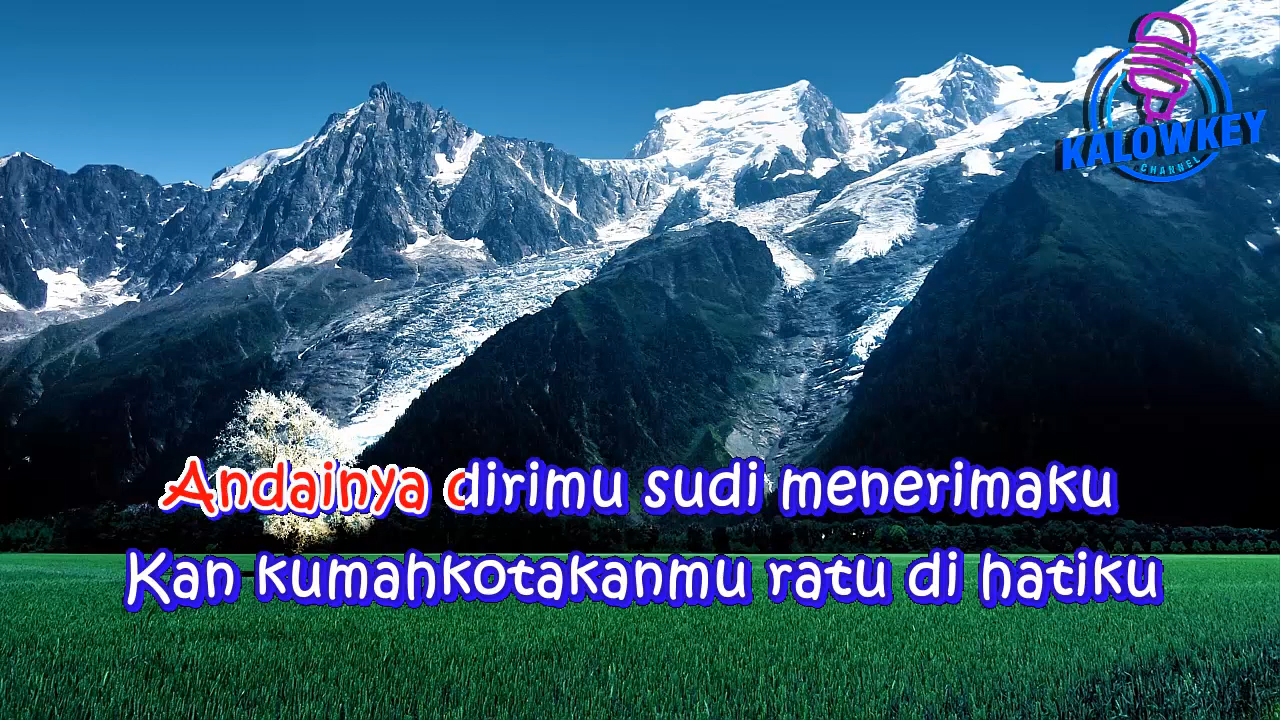 KALOWKEY
CHANNEL
Andainya dirimu sudi menerimaku
Kan kumahkotakanmu ratu di hatiku